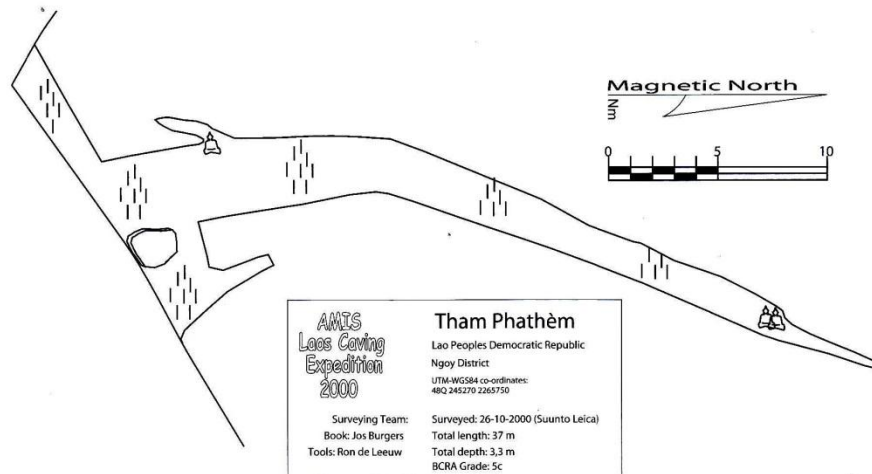 Magnetic North
Nm
0 5 10
AMIS
Laos Caving
Expedition
2000
Tham Phathèm
Lao Peoples Democratic Republic
Ngoy District
UTM-WGS84 co-ordinates:
48Q 245270 2265750
Surveying Team: Surveyed: 26-10-2000 (Suunto Leica)
Book: Jos Burgers Total length: 37 m
Tools: Ron de Leeuw Total depth: 3,3 m
BCRA Grade: 5c